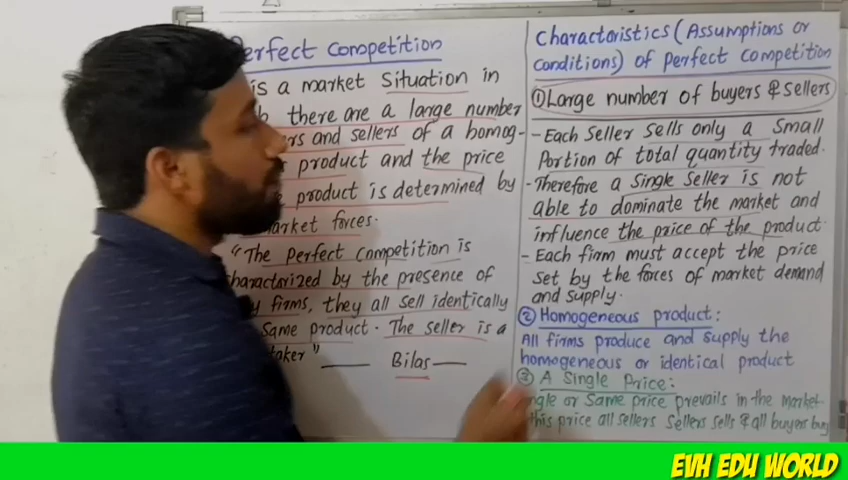 erfect competition
is a market situation in
there are a large number
rs and sellers of a homog-
product and the price
product is determined by
arket forces.
"The perfect competition is
characterized by the presence of
firms, they all sell identically
same product. The seller is a
taker" Bilas
Characteristics (Assumptions or
conditions) of perfect competition
① Large number of buyers & sellers
- Each seller sells only a small
portion of total quantity traded.
- Therefore a single seller is not
able to dominate the market and
influence the price of the product.
- Each firm must accept the price
set by the forces of market demand
and supply.
② Homogeneous product:
All firms produce and supply the
homogeneous or identical product
③ A single price:
ngle or same price prevails in the market.
this price all sellers sells & all buyers buy
EVH EDU WORLD